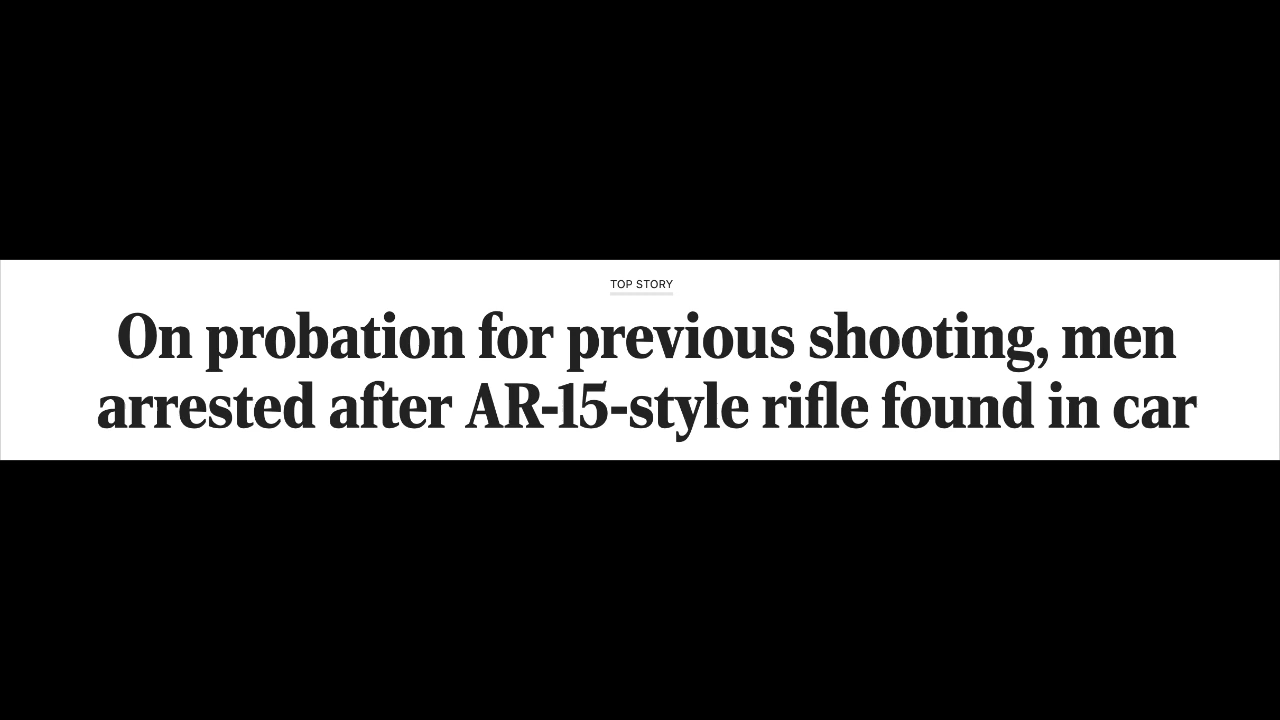 TOP STORY
On probation for previous shooting, men
arrested after AR-15-style rifle found in car